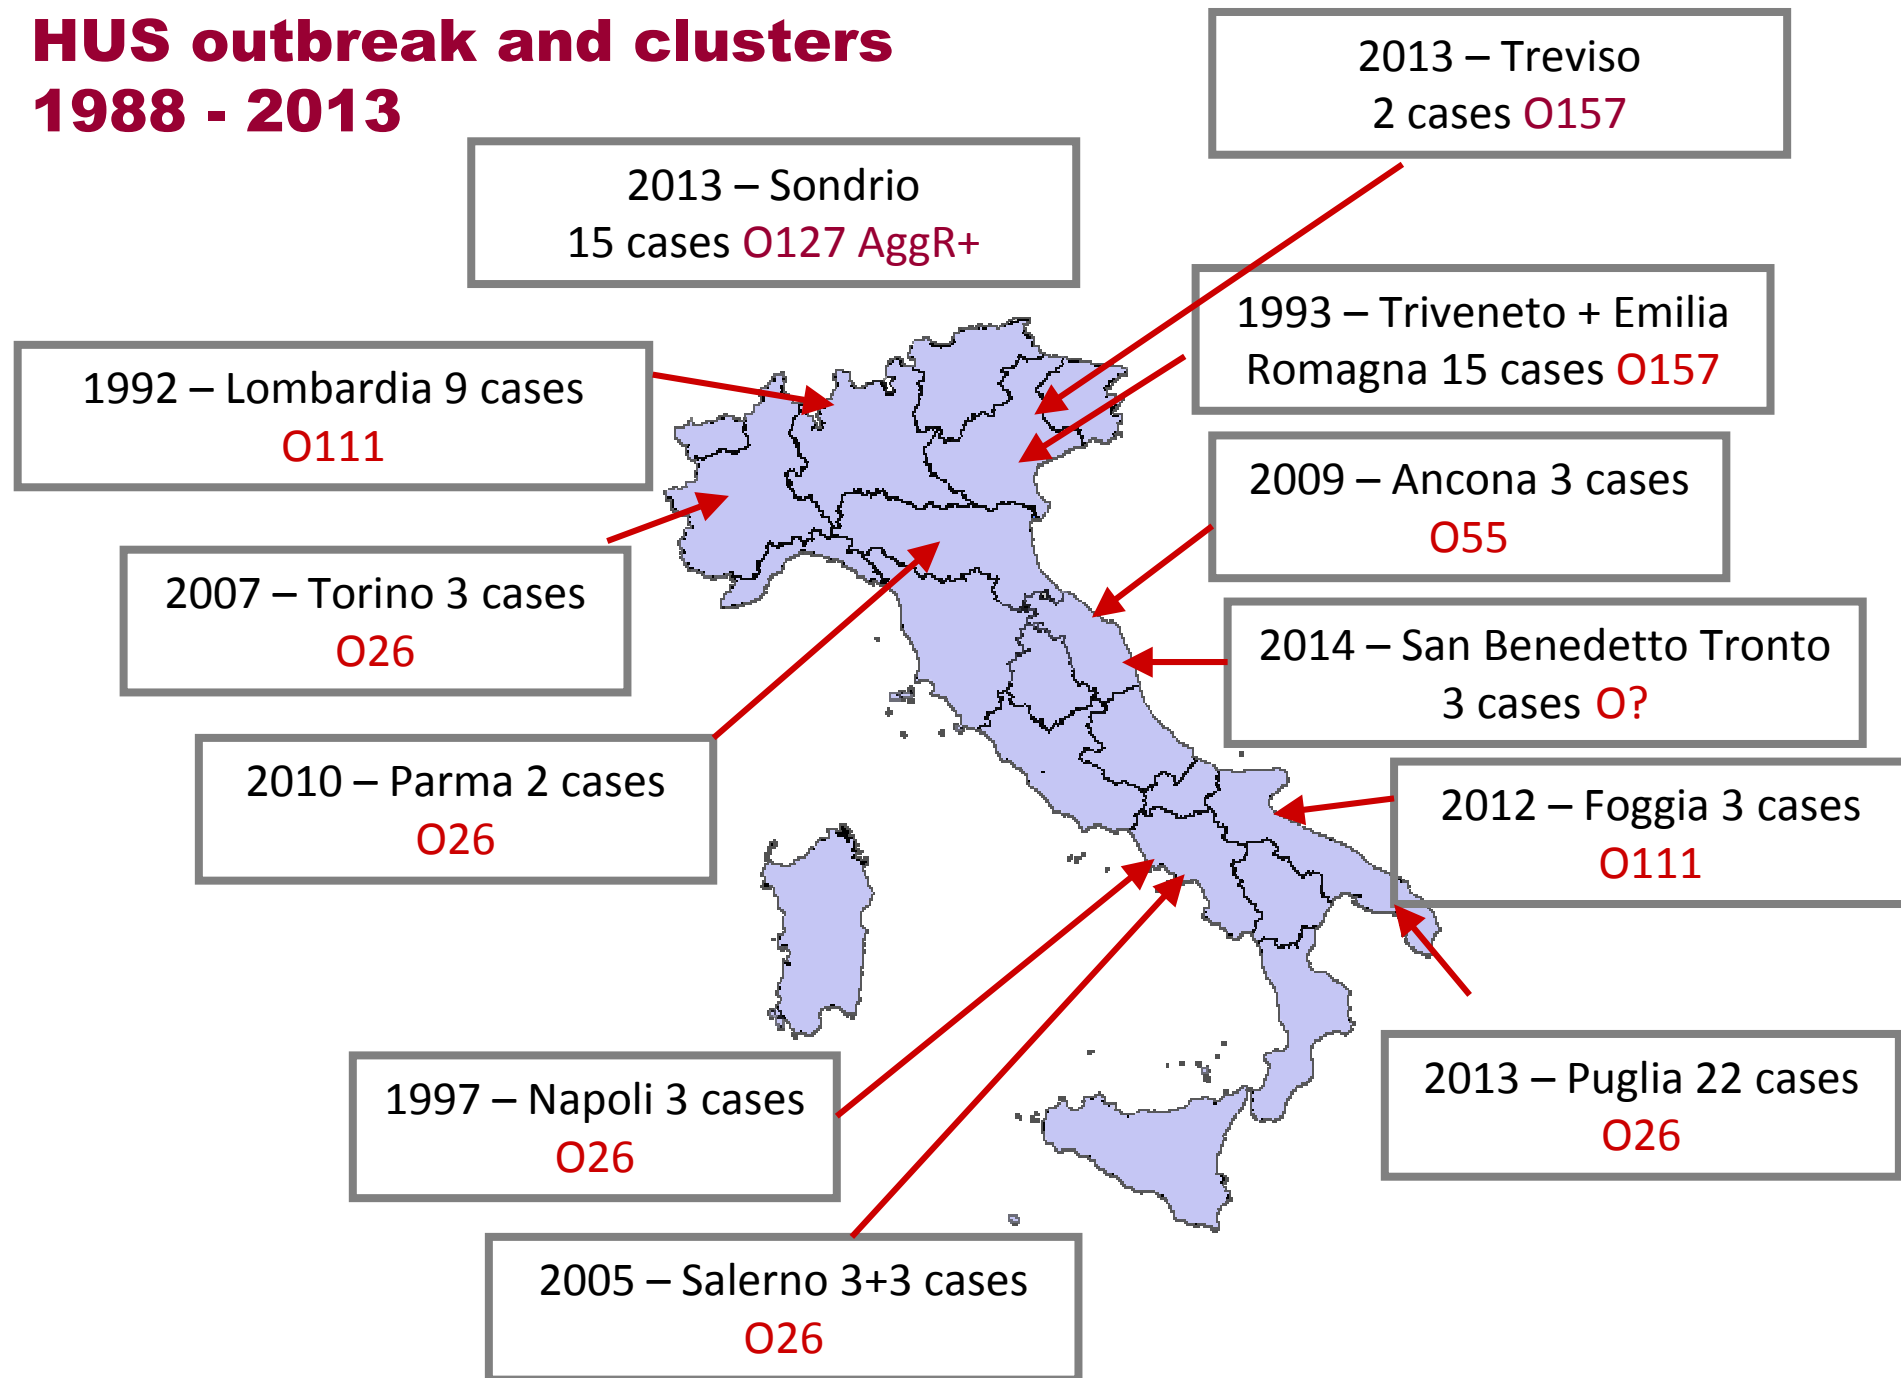 HUS outbreak and clusters
1988 - 2013
2013 – Treviso
2 cases O157
2013 – Sondrio
15 cases O127 AggR+
1993 – Triveneto + Emilia
Romagna 15 cases O157
1992 – Lombardia 9 cases
O111
2009 – Ancona 3 cases
O55
2007 – Torino 3 cases
O26
2014 – San Benedetto Tronto
3 cases O?
2010 – Parma 2 cases
O26
2012 – Foggia 3 cases
O111
1997 – Napoli 3 cases
O26
2013 – Puglia 22 cases
O26
2005 – Salerno 3+3 cases
O26